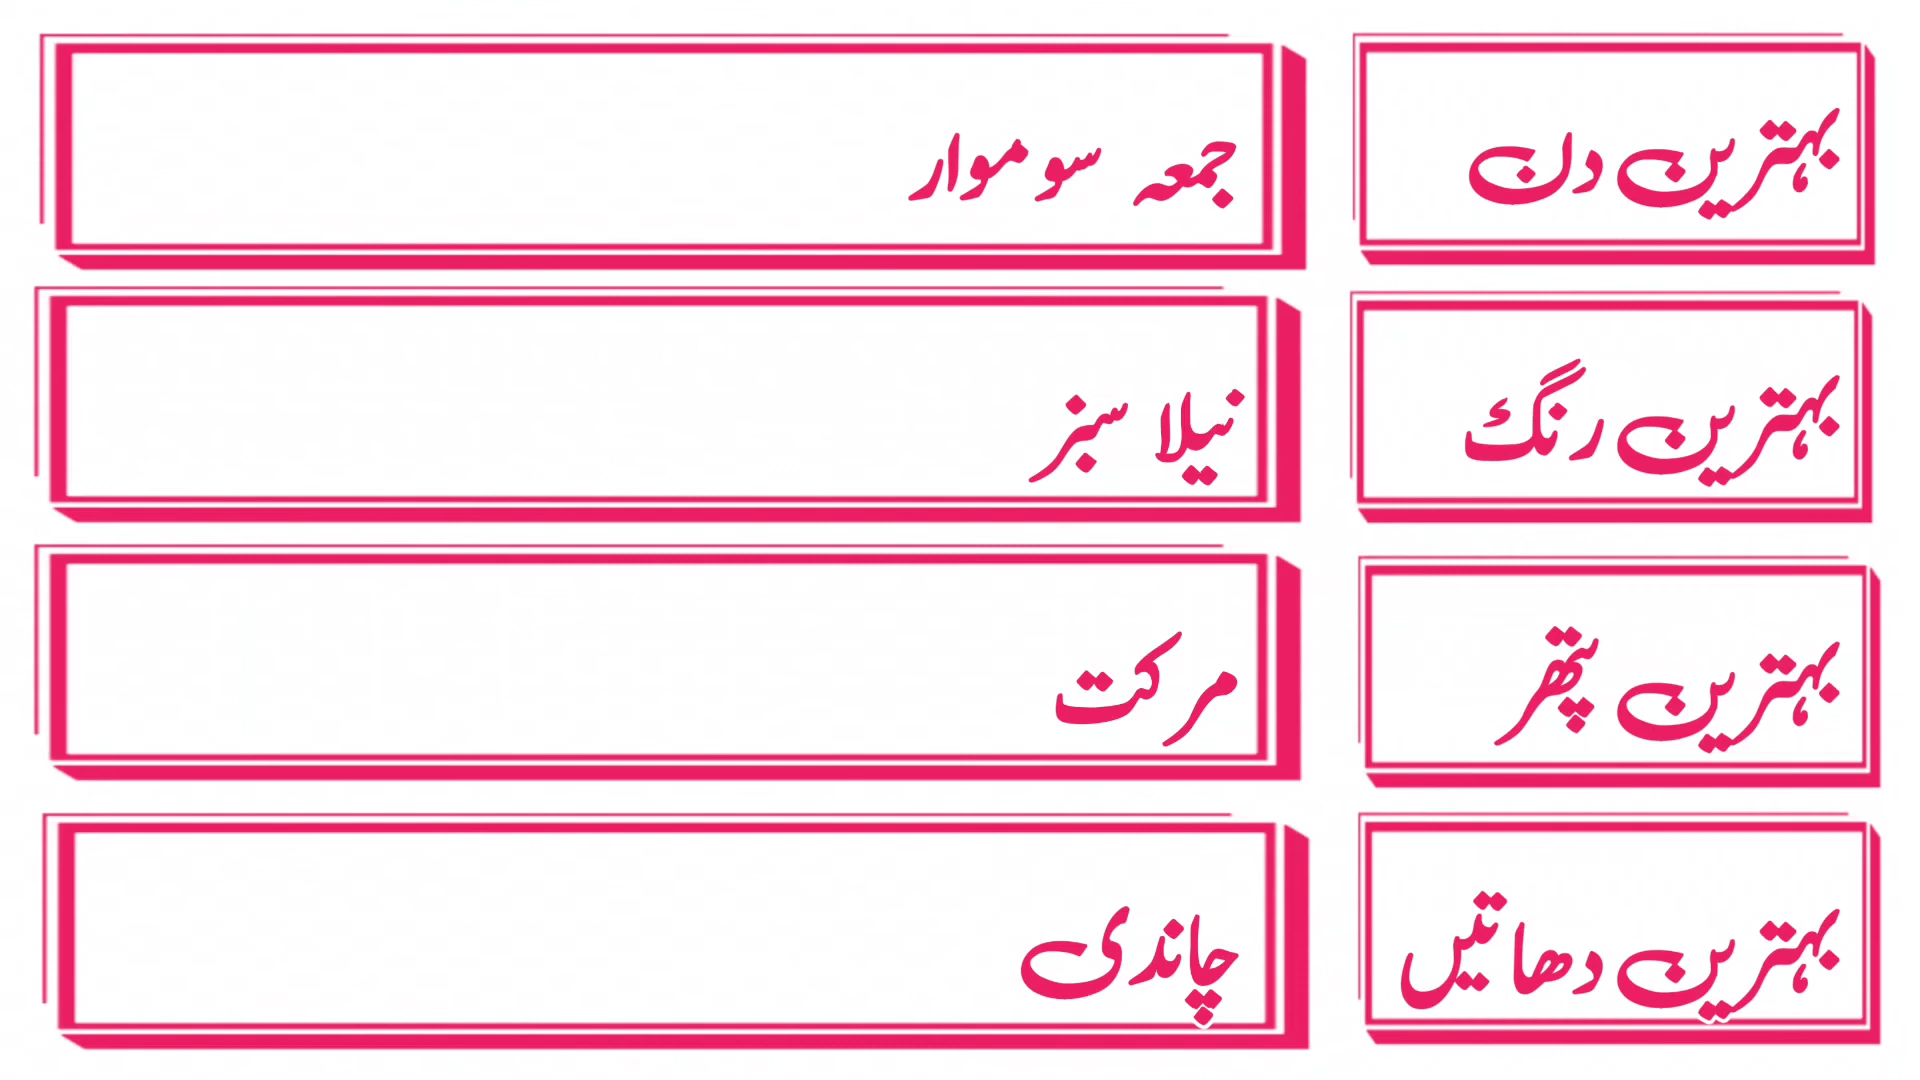 بہترین دن
جمعہ سوموار
بہترین رنگ
نیلا سبز
بہترین پتھر
مرکت
بہترین دھاتیں
چاندی